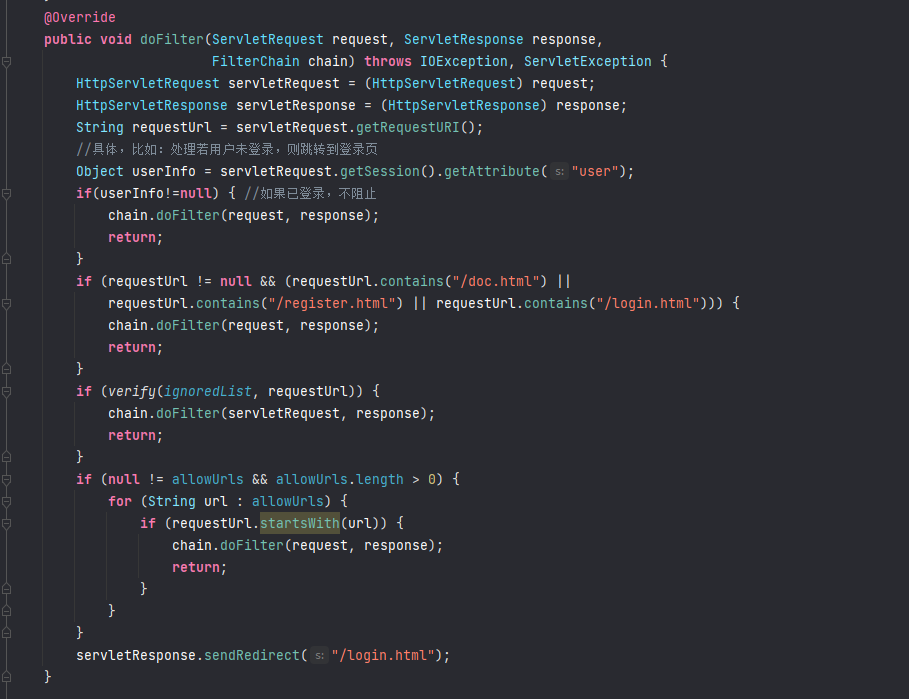 @Override
public void doFilter(ServletRequest request, ServletResponse response,
FilterChain chain) throws IOException, ServletException {
HttpServletRequest servletRequest = (HttpServletRequest) request;
HttpServletResponse servletResponse = (HttpServletResponse) response;
String requestUrl = servletRequest.getRequestURI();
//具体，比如：处理若用户未登录，则跳转到登录页
Object userInfo = servletRequest.getSession().getAttribute( s: "user");
if(userInfo!=null) { //如果已登录，不阻止
chain.doFilter(request, response);
return;
}
if (requestUrl != null && (requestUrl.contains("/doc.html") ||
requestUrl.contains("/register.html") || requestUrl.contains("/login.html"))) {
chain.doFilter(request, response);
return;
}
if (verify(ignoredList, requestUrl)) {
chain.doFilter(servletRequest, response);
return;
}
if (null != allowUrls && allowUrls.length > 0) {
for (String url : allowUrls) {
if (requestUrl.startsWith(url)) {
chain.doFilter(request, response);
return;
}
}
}
servletResponse.sendRedirect( s: "/login.html");
}